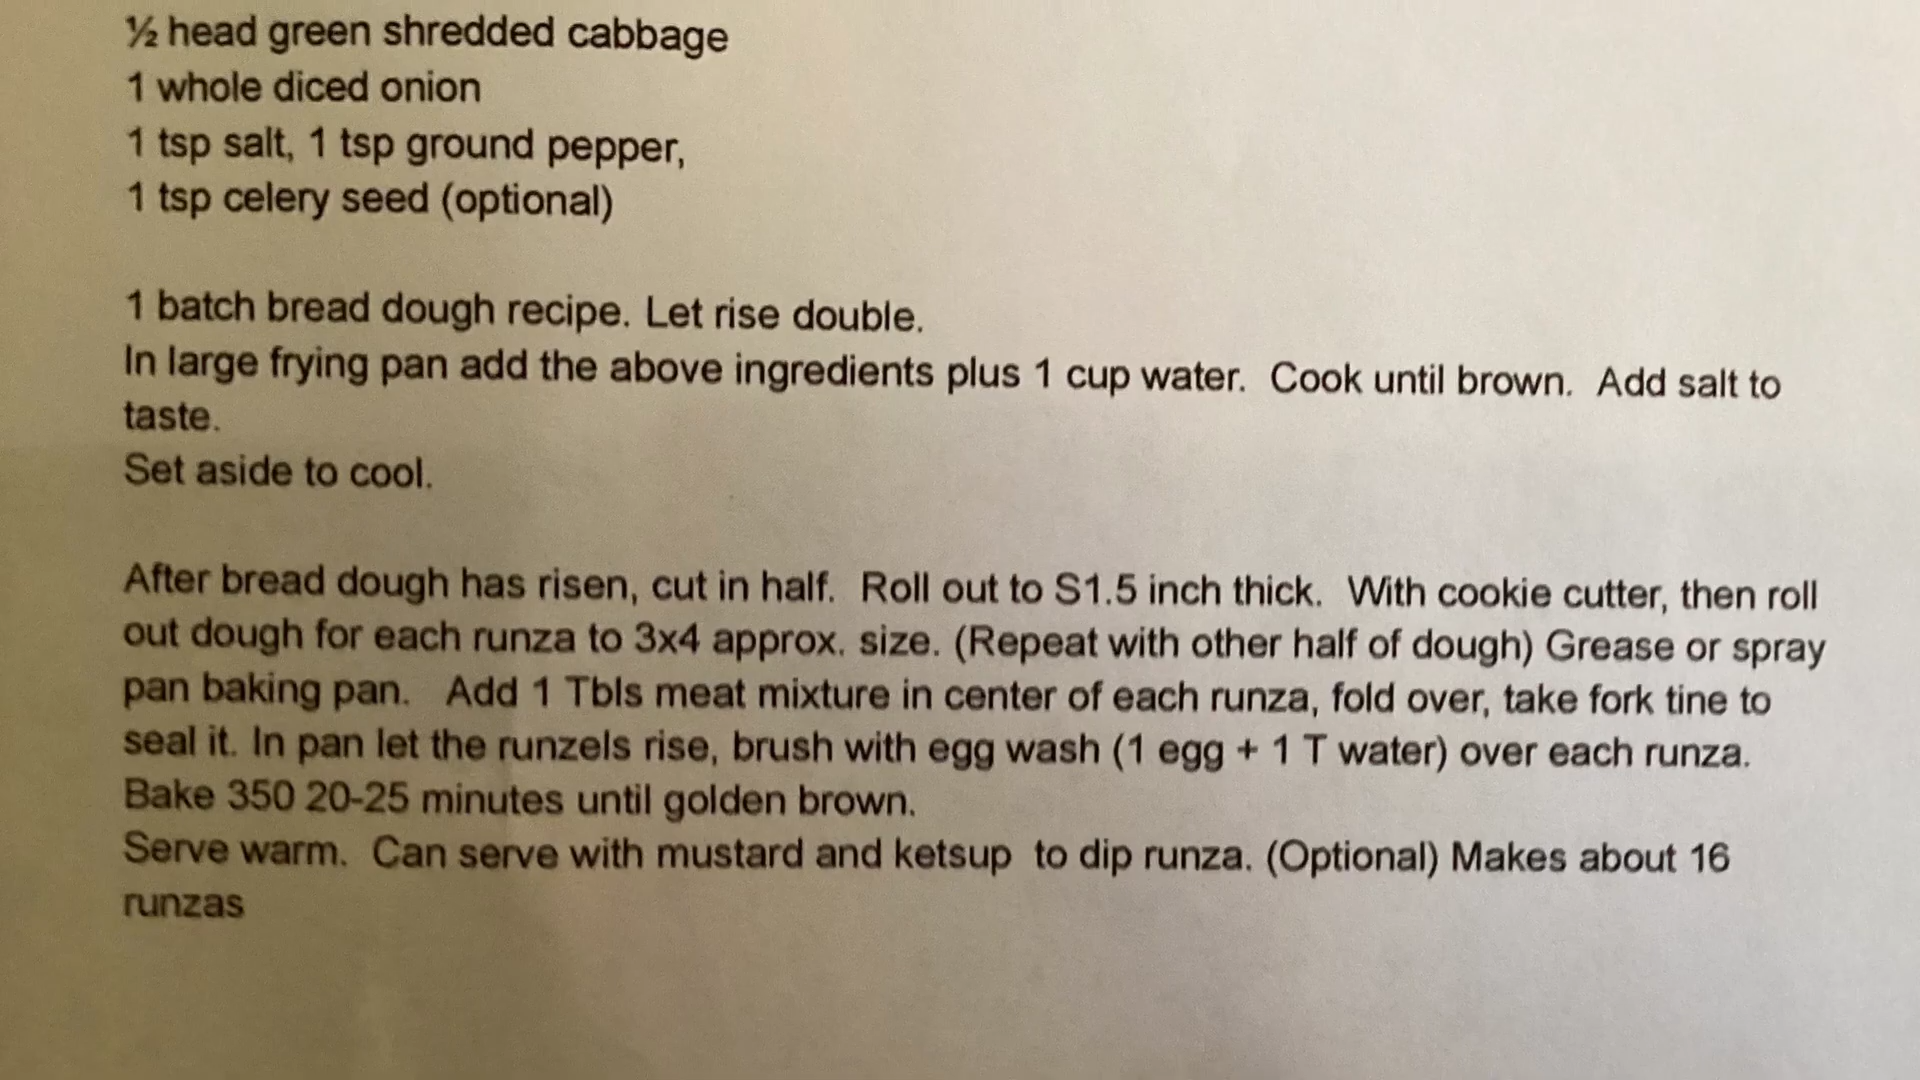 ½ head green shredded cabbage
1 whole diced onion
1 tsp salt, 1 tsp ground pepper,
1 tsp celery seed (optional)
1 batch bread dough recipe. Let rise double.
In large frying pan add the above ingredients plus 1 cup water.  Cook until brown.  Add salt to
taste.
Set aside to cool.
After bread dough has risen, cut in half.  Roll out to S1.5 inch thick.  With cookie cutter, then roll
out dough for each runza to 3x4 approx. size. (Repeat with other half of dough) Grease or spray
pan baking pan.   Add 1 Tbls meat mixture in center of each runza, fold over, take fork tine to
seal it. In pan let the runzels rise, brush with egg wash (1 egg + 1 T water) over each runza.
Bake 350 20-25 minutes until golden brown.
Serve warm.  Can serve with mustard and ketsup  to dip runza. (Optional) Makes about 16
runzas